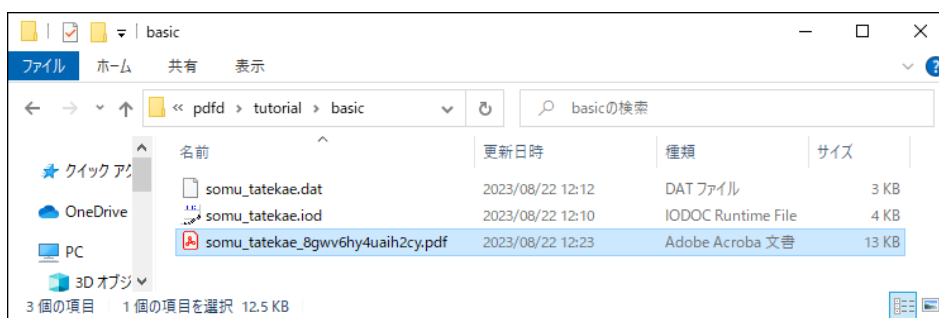 basic
ファイル ホーム 共有 表示
« pdfd › tutorial › basic basicの検索
名前 更新日時 種類 サイズ
クイック アク
somu_tatekae.dat 2023/08/22 12:12 DAT ファイル 3 KB
OneDrive
somu_tatekae.iod 2023/08/22 12:10 IODOC Runtime File 4 KB
PC
somu_tatekae_8gwv6hy4uaih2cy.pdf 2023/08/22 12:23 Adobe Acroba 文書 13 KB
3D オブジ
3 個の項目 1 個の項目を選択 12.5 KB